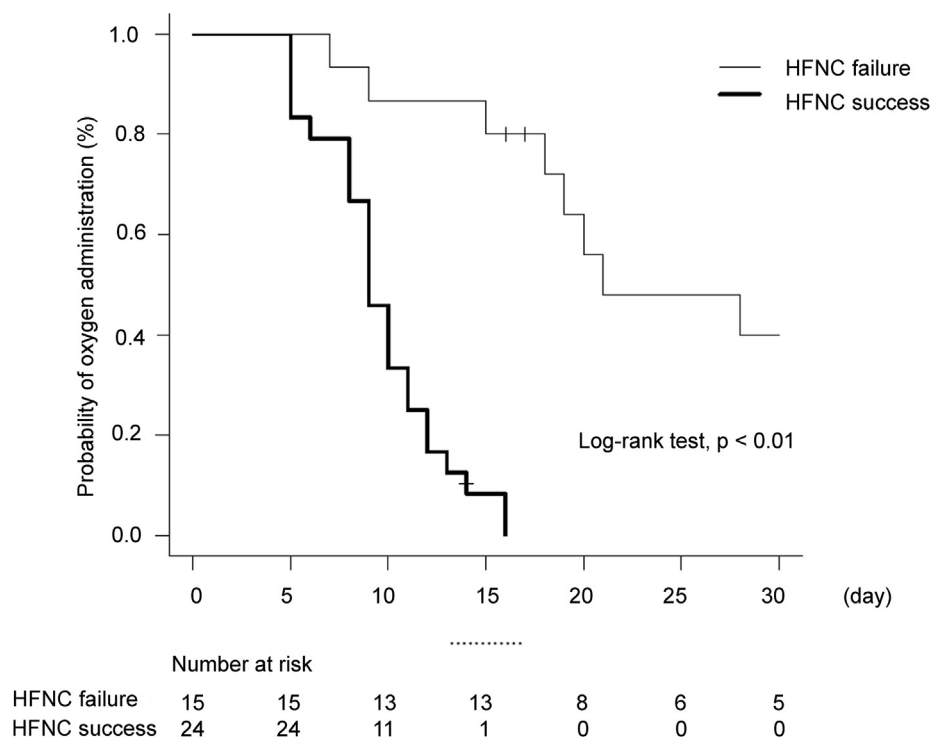 Probability of oxygen administration (%)
1.0
0.8
0.6
0.4
0.2
0.0
HFNC failure
HFNC success
Log-rank test, p < 0.01
0 5 10 15 20 25 30 (day)
Number at risk
HFNC failure 15 15 13 13 8 6 5
HFNC success 24 24 11 1 0 0 0